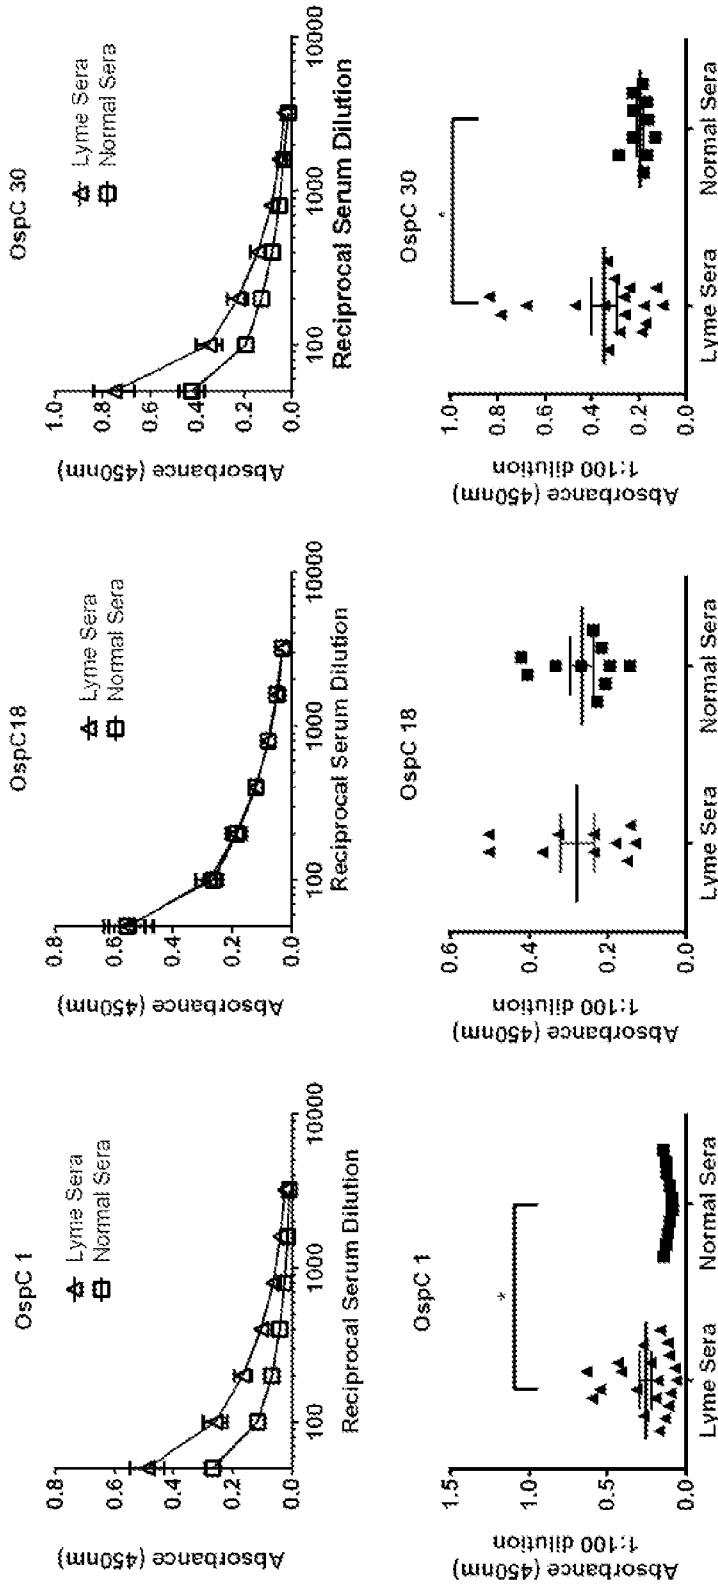 OspC 1
Lyme Sera
Normal Sera
Absorbance (450nm)
0.8
0.6
0.4
0.2
0.0
100
1000
10000
Reciprocal Serum Dilution
OspC18
Lyme Sera
Normal Sera
Absorbance (450nm)
0.8
0.6
0.4
0.2
0.0
100
1000
10000
Reciprocal Serum Dilution
OspC 30
Lyme Sera
Normal Sera
Absorbance (450nm)
1.0
0.8
0.6
0.4
0.2
0.0
100
1000
10000
Reciprocal Serum Dilution
OspC 1
Absorbance (450nm)
1:100 dilution
1.5
1.0
0.5
0.0
*
Lyme Sera
Normal Sera
OspC 18
Absorbance (450nm)
1:100 dilution
0.6
0.4
0.2
0.0
Lyme Sera
Normal Sera
OspC 30
Absorbance (450nm)
1:100 dilution
1.0
0.8
0.6
0.4
0.2
0.0
*
Lyme Sera
Normal Sera